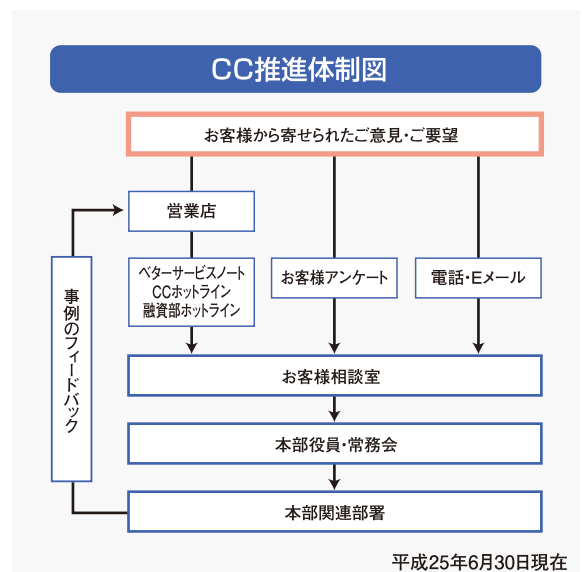 CC推進体制図
お客様から寄せられたご意見・ご要望
営業店
ベターサービスノート
CCホットライン
融資部ホットライン
お客様アンケート
電話・Eメール
事例のフィードバック
お客様相談室
本部役員・常務会
本部関連部署
平成25年6月30日現在